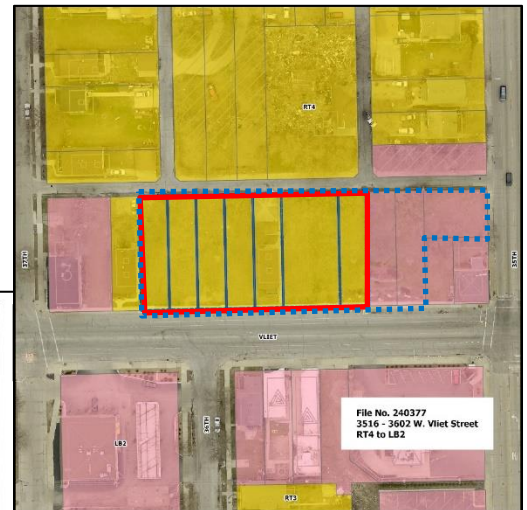 RT4
37TH
35TH
VLIET
36TH
LB2
File No. 240377
3516 - 3602 W. Vliet Street
RT4 to LB2
RT3